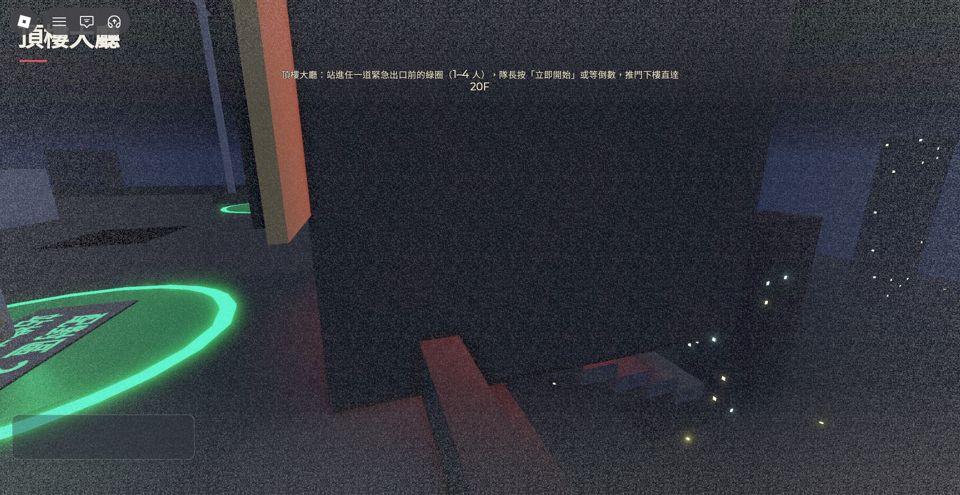 頂樓大廳
頂樓大廳：站進任一道緊急出口前的綠圈（1–4 人），隊長按「立即開始」或等倒數，推門下樓直達
20F